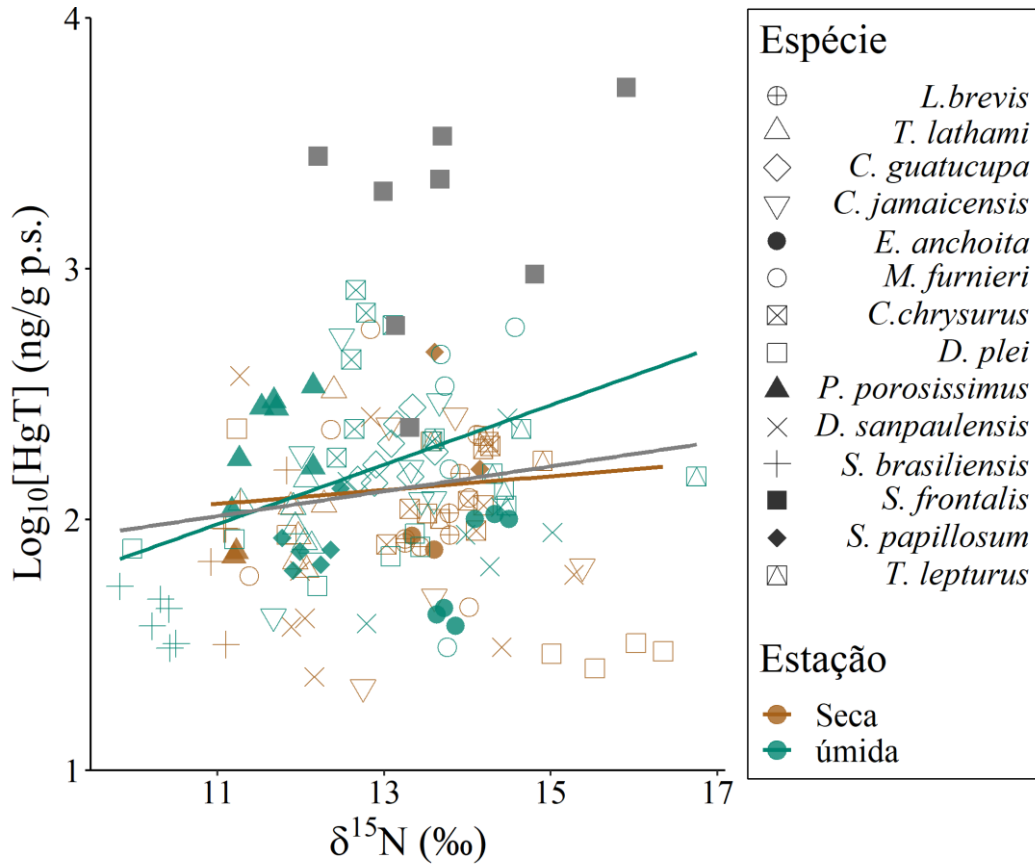 4
3
2
1
Log₁₀[HgT] (ng/g p.s.)
11 13 15 17
δ¹⁵N (‰)
Espécie
L.brevis
T. lathami
C. guatucupa
C. jamaicensis
E. anchoita
M. furnieri
C.chrysurus
D. plei
P. porosissimus
D. sanpaulensis
S. brasiliensis
S. frontalis
S. papillosum
T. lepturus
Estação
Seca
úmida